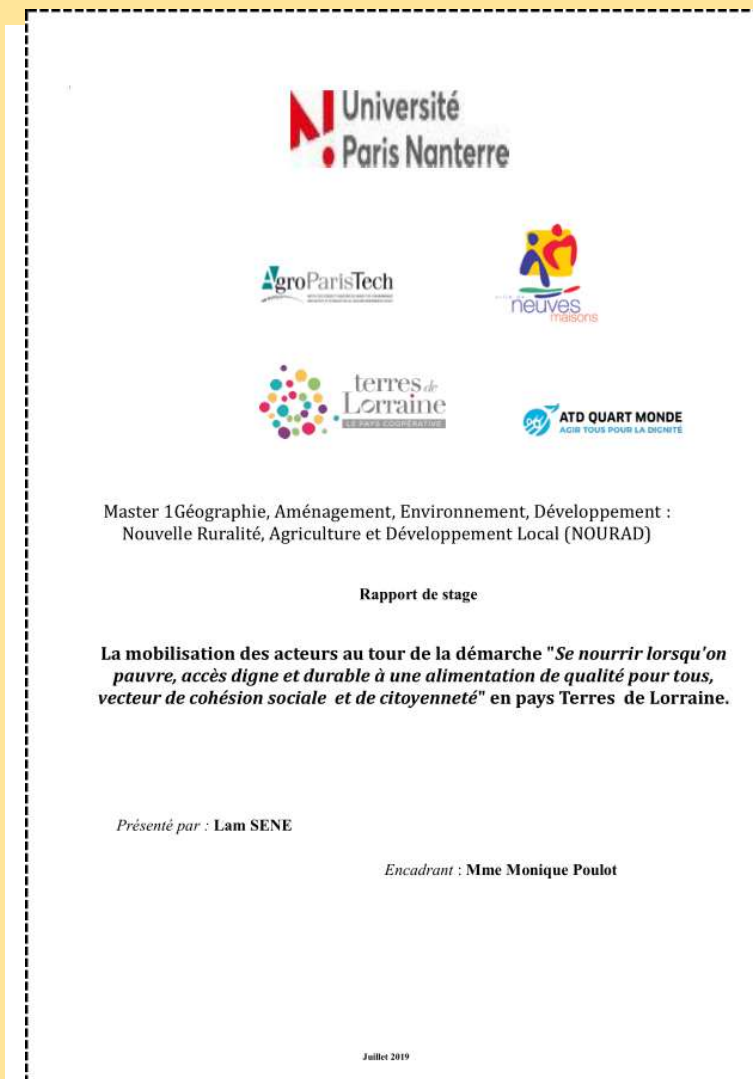 Université
Paris Nanterre
AgroParisTech
ville de
neuves
maisons
terres de
Lorraine
LE PAYS COOPÉRATIVE
ATD QUART MONDE
AGIR TOUS POUR LA DIGNITÉ
Master 1Géographie, Aménagement, Environnement, Développement :
Nouvelle Ruralité, Agriculture et Développement Local (NOURAD)
Rapport de stage
La mobilisation des acteurs au tour de la démarche "Se nourrir lorsqu'on
pauvre, accès digne et durable à une alimentation de qualité pour tous,
vecteur de cohésion sociale et de citoyenneté" en pays Terres de Lorraine.
Présenté par : Lam SENE
Encadrant : Mme Monique Poulot
Juillet 2019